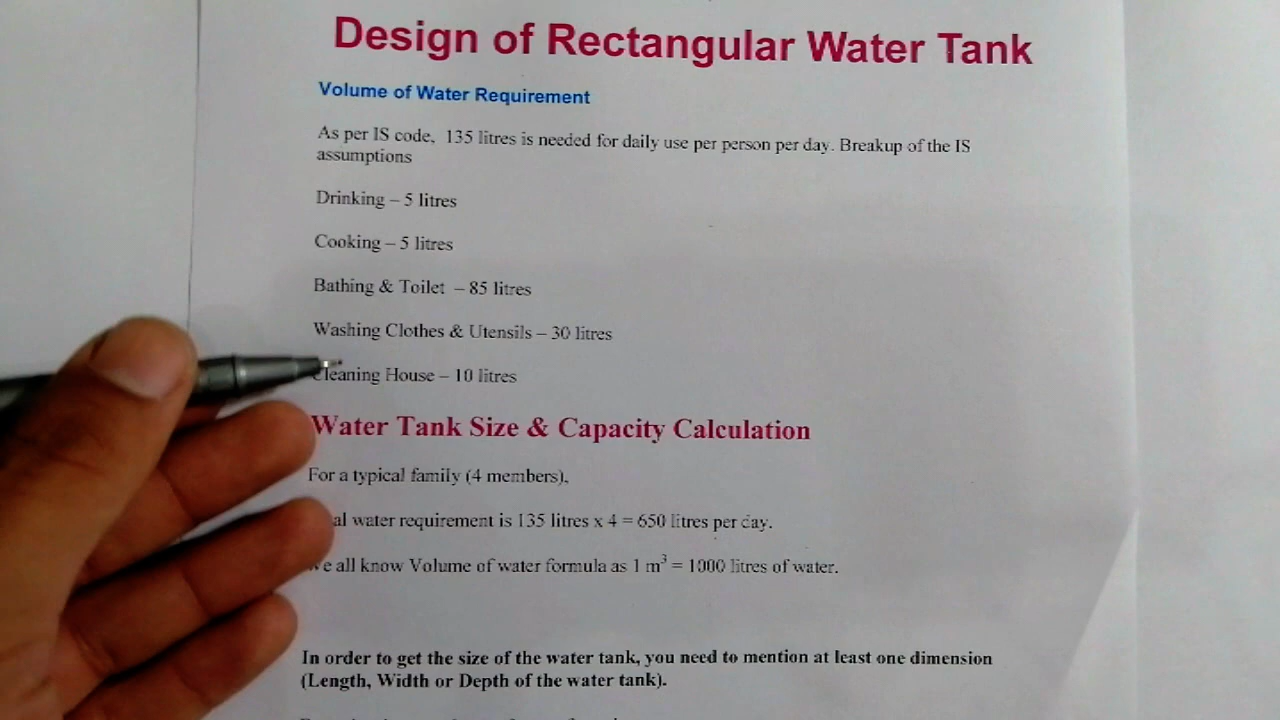 Design of Rectangular Water Tank
Volume of Water Requirement
As per IS code, 135 litres is needed for daily use per person per day. Breakup of the IS
assumptions
Drinking – 5 litres
Cooking – 5 litres
Bathing & Toilet – 85 litres
Washing Clothes & Utensils – 30 litres
Cleaning House – 10 litres
Water Tank Size & Capacity Calculation
For a typical family (4 members),
water requirement is 135 litres x 4 = 650 litres per day.
all know Volume of water formula as 1 m³ = 1000 litres of water.
In order to get the size of the water tank, you need to mention at least one dimension
(Length, Width or Depth of the water tank).